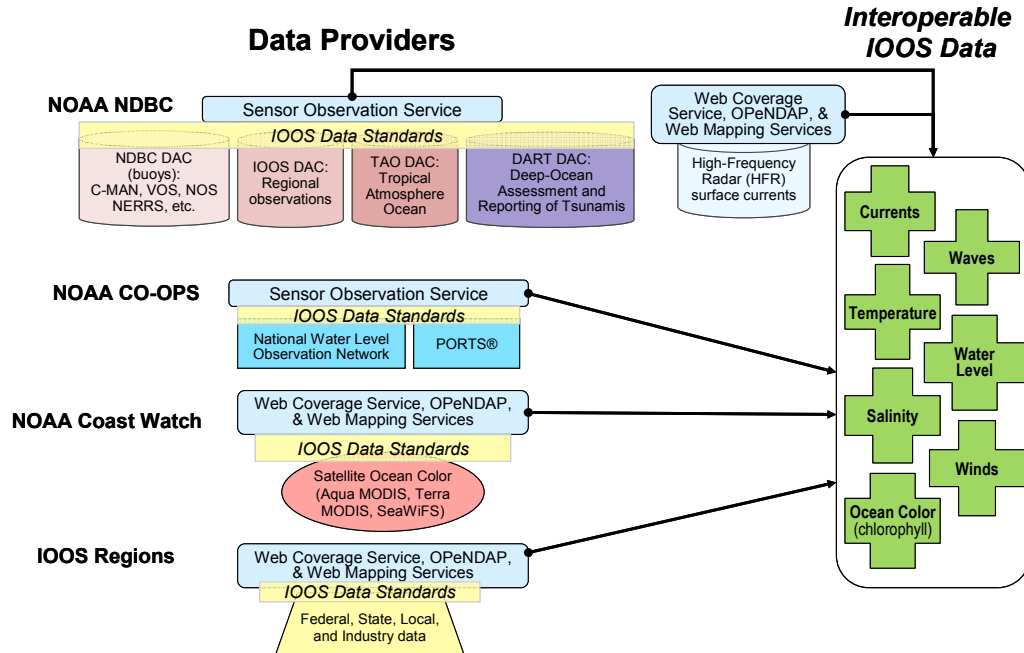 Data Providers
Interoperable
IOOS Data
NOAA NDBC
Sensor Observation Service
IOOS Data Standards
NDBC DAC
(buoys):
C-MAN, VOS, NOS
NERRS, etc.
IOOS DAC:
Regional
observations
TAO DAC:
Tropical
Atmosphere
Ocean
DART DAC:
Deep-Ocean
Assessment and
Reporting of Tsunamis
Web Coverage
Service, OPeNDAP, &
Web Mapping Services
High-Frequency
Radar (HFR)
surface currents
NOAA CO-OPS
Sensor Observation Service
IOOS Data Standards
National Water Level
Observation Network
PORTS®
NOAA Coast Watch
Web Coverage Service, OPeNDAP,
& Web Mapping Services
IOOS Data Standards
Satellite Ocean Color
(Aqua MODIS, Terra
MODIS, SeaWiFS)
IOOS Regions
Web Coverage Service, OPeNDAP,
& Web Mapping Services
IOOS Data Standards
Federal, State, Local,
and Industry data
Currents
Waves
Temperature
Water
Level
Salinity
Winds
Ocean Color
(chlorophyll)